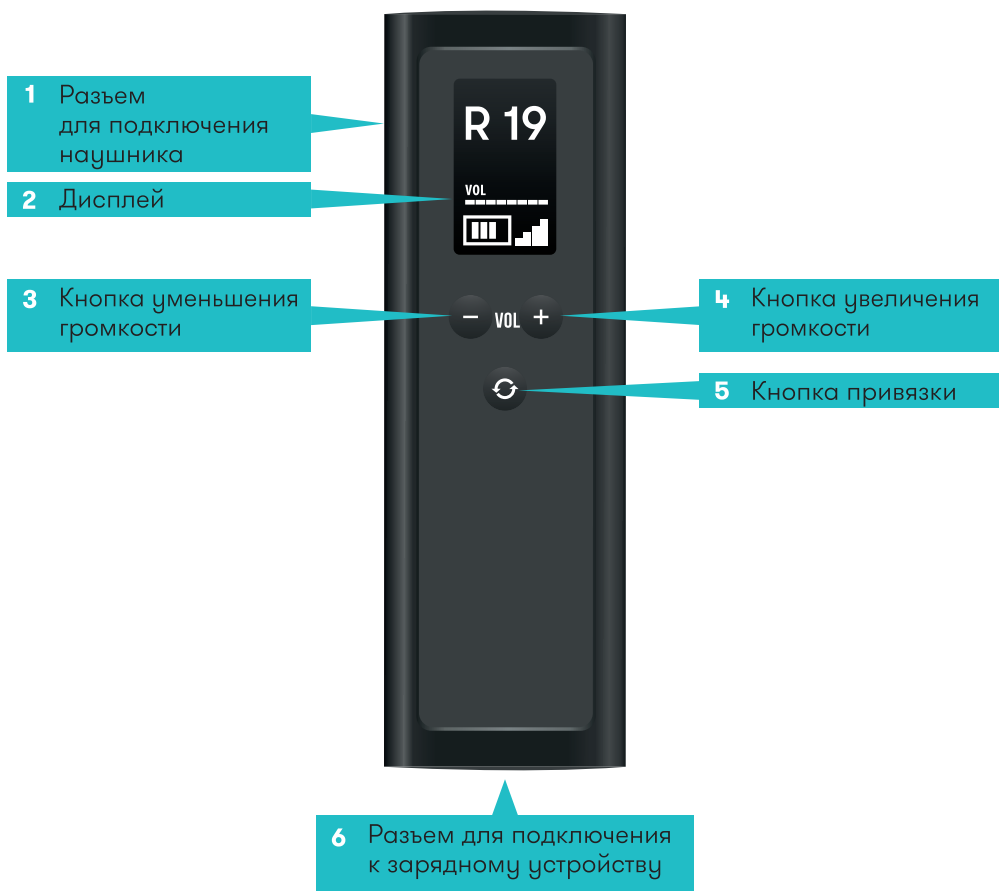 1 Разъем
для подключения
наушника
2 Дисплей
3 Кнопка уменьшения
громкости
R 19
VOL
− VOL +
4 Кнопка увеличения
громкости
5 Кнопка привязки
6 Разъем для подключения
к зарядному устройству